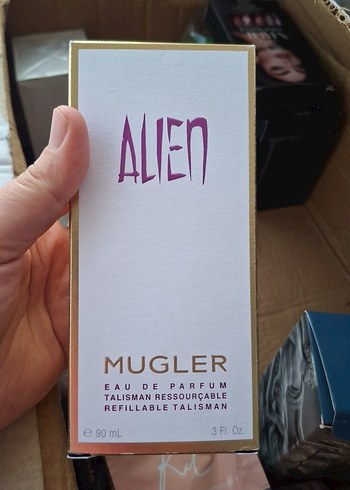 ALIEN
MUGLER
EAU DE PARFUM
TALISMAN RESSOURÇABLE
REFILLABLE TALISMAN
℮ 90 mL 3 Fl. Oz.